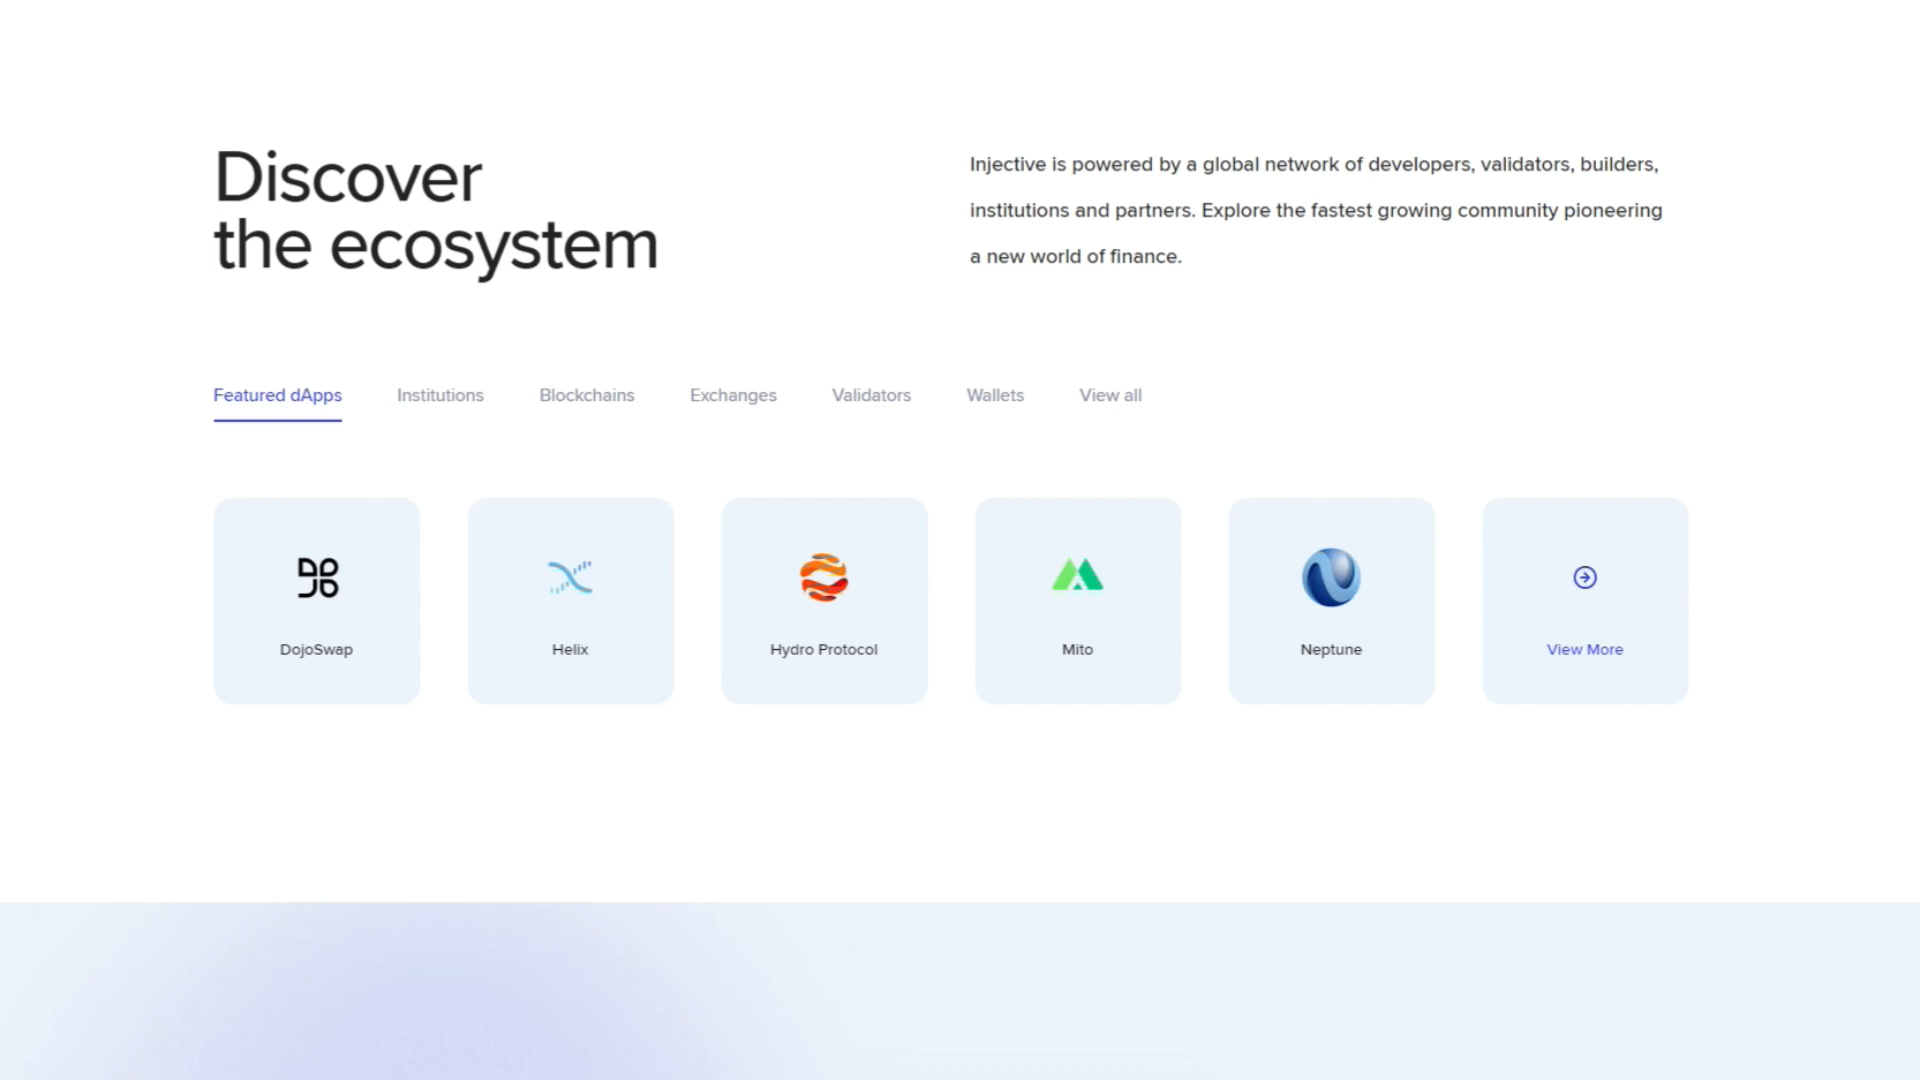 Discover
the ecosystem
Injective is powered by a global network of developers, validators, builders,
institutions and partners. Explore the fastest growing community pioneering
a new world of finance.
Featured dApps Institutions Blockchains Exchanges Validators Wallets View all
DojoSwap Helix Hydro Protocol Mito Neptune View More